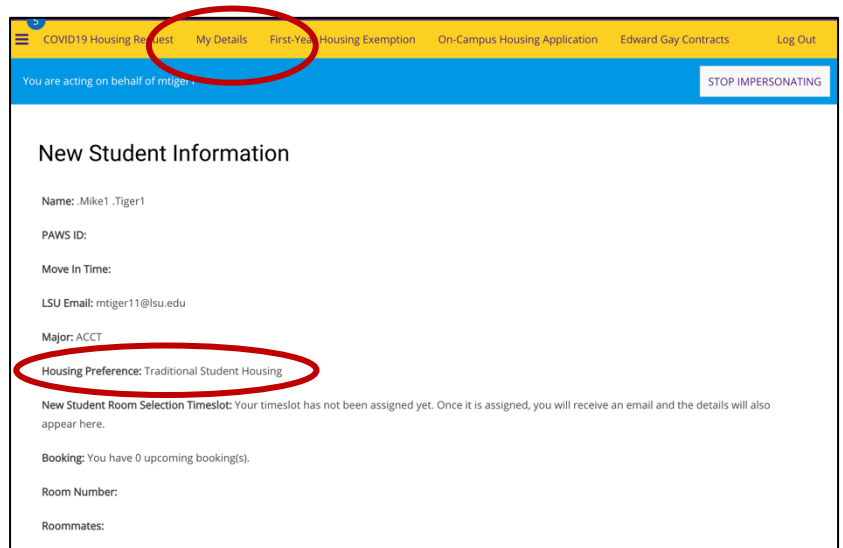 5
COVID19 Housing Request My Details First-Year Housing Exemption On-Campus Housing Application Edward Gay Contracts Log Out
You are acting on behalf of mtiger1
STOP IMPERSONATING
New Student Information
Name: .Mike1 .Tiger1
PAWS ID:
Move In Time:
LSU Email: mtiger11@lsu.edu
Major: ACCT
Housing Preference: Traditional Student Housing
New Student Room Selection Timeslot: Your timeslot has not been assigned yet. Once it is assigned, you will receive an email and the details will also
appear here.
Booking: You have 0 upcoming booking(s).
Room Number:
Roommates: